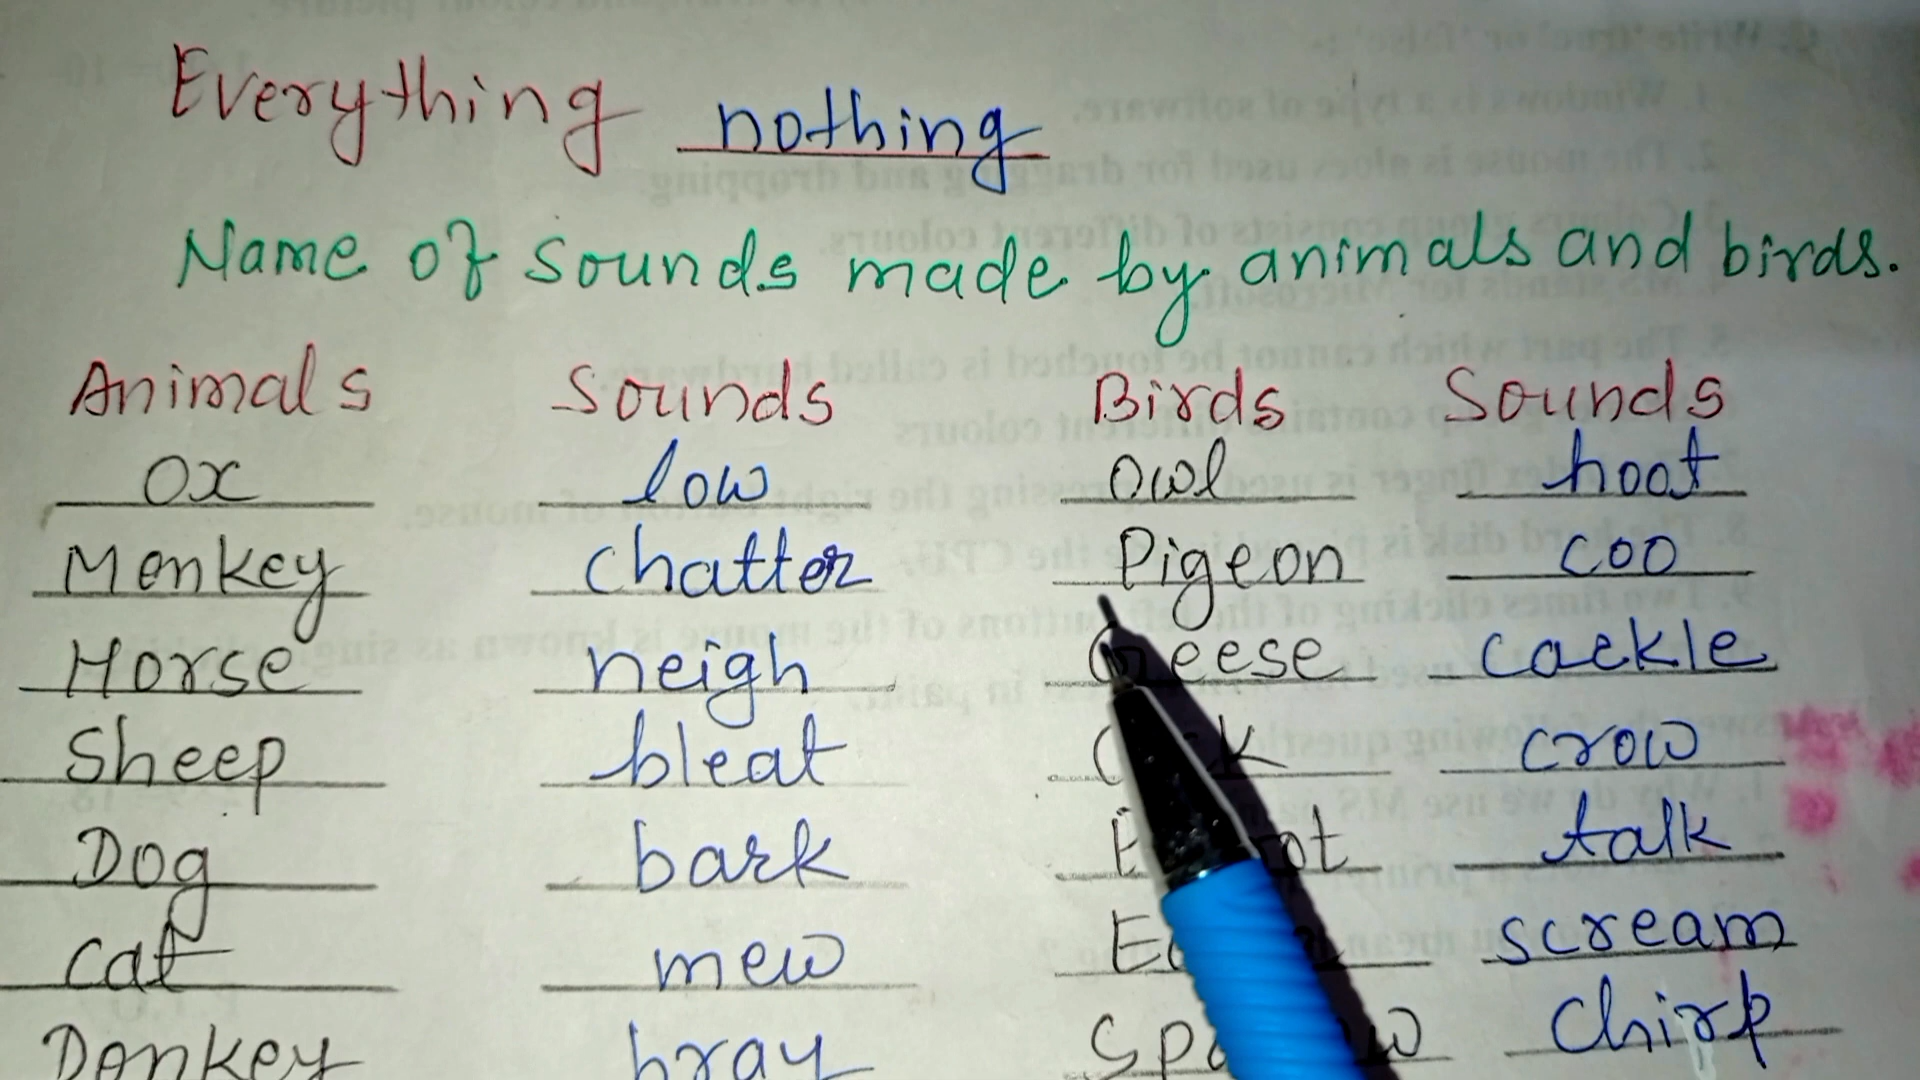 Everything nothing
Name of sounds made by animals and birds.
Animals Sounds Birds Sounds
Ox low Owl hoot
Monkey chatter Pigeon coo
Horse neigh Geese cackle
Sheep bleat crow
Dog bark talk
Cat mew scream
Donkey bray chirp